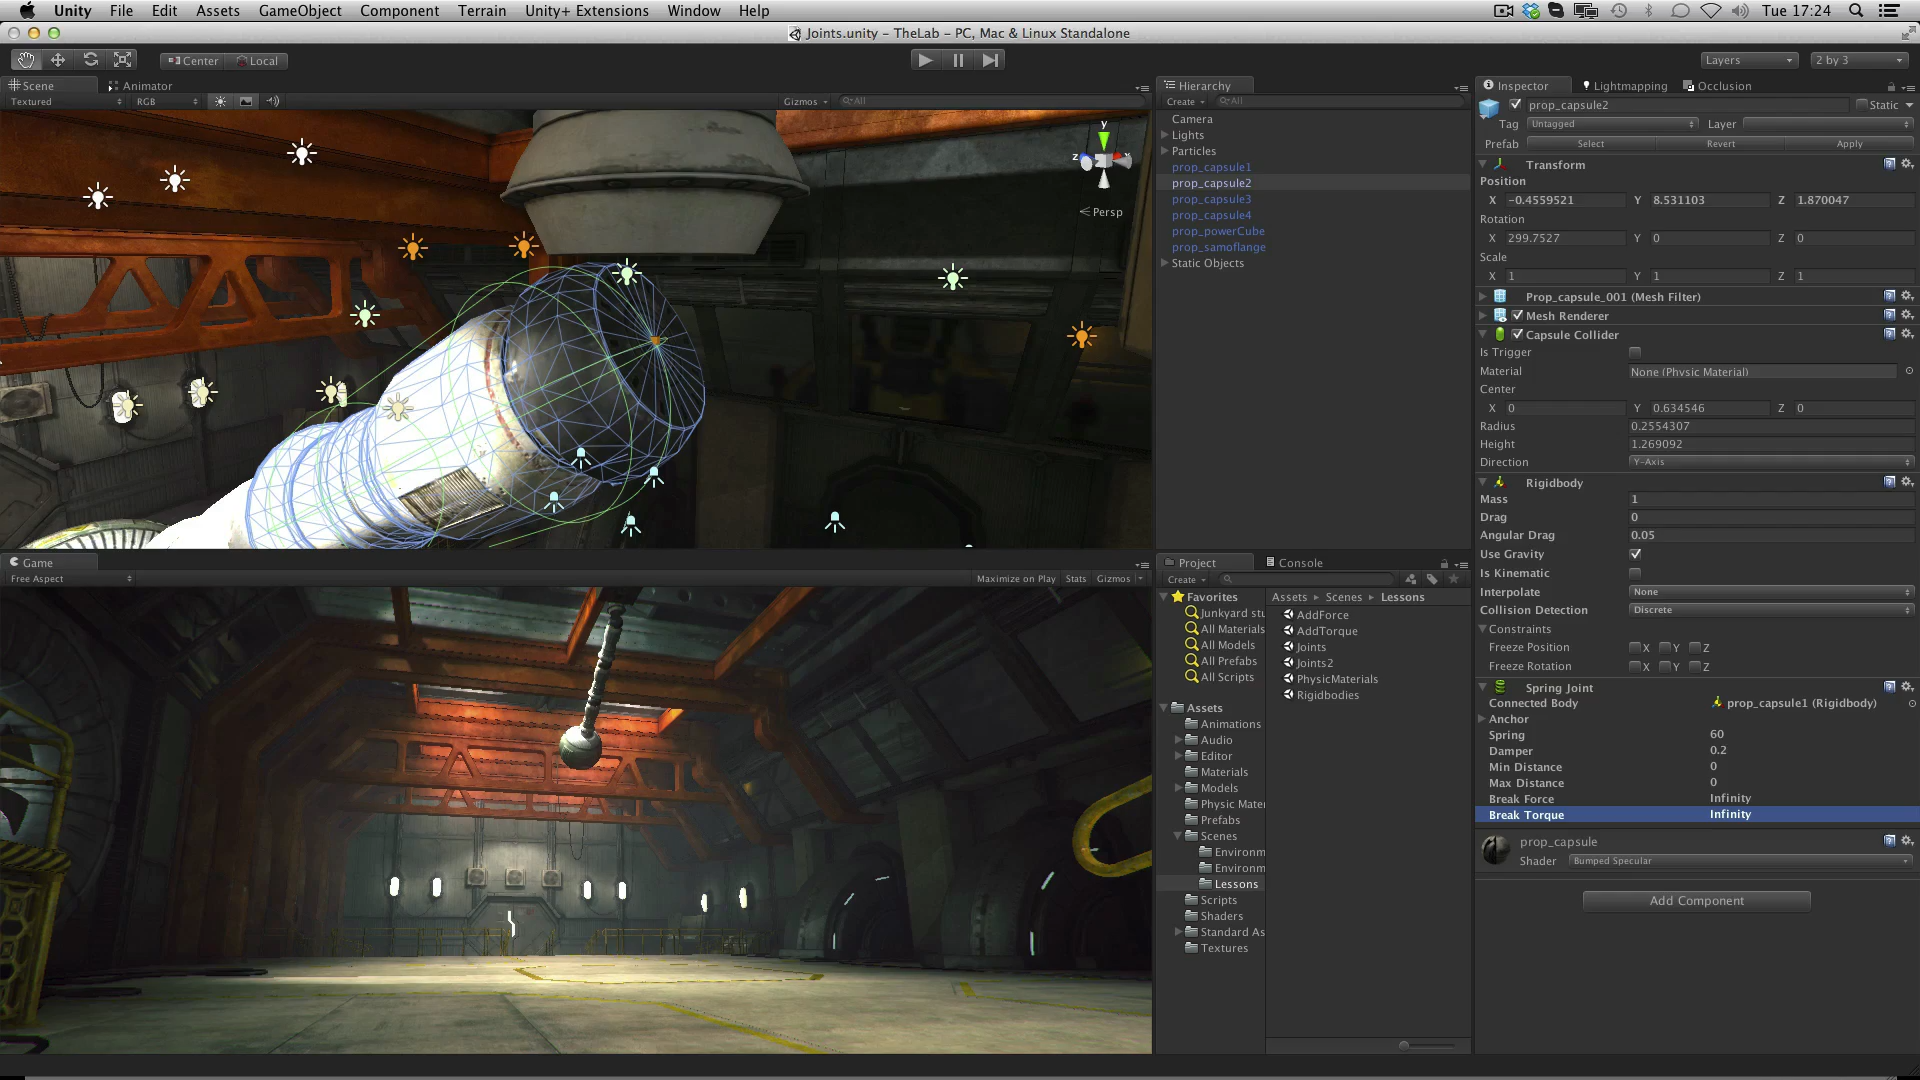 Unity File Edit Assets GameObject Component Terrain Unity+ Extensions Window Help Tue 17:24
Joints.unity – TheLab – PC, Mac & Linux Standalone
Center Local Layers 2 by 3
Scene Animator
Textured RGB Gizmos All
y
z x
Persp
Game
Free Aspect Maximize on Play Stats Gizmos
Hierarchy
Create All
Camera
Lights
Particles
prop_capsule1
prop_capsule2
prop_capsule3
prop_capsule4
prop_powerCube
prop_samoflange
Static Objects
Project Console
Create
Favorites
Junkyard stu
All Materials
All Models
All Prefabs
All Scripts
Assets
Animations
Audio
Editor
Materials
Models
Physic Mater
Prefabs
Scenes
Environm
Environm
Lessons
Scripts
Shaders
Standard As
Textures
Assets Scenes Lessons
AddForce
AddTorque
Joints
Joints2
PhysicMaterials
Rigidbodies
Inspector Lightmapping Occlusion
prop_capsule2 Static
Tag Untagged Layer
Prefab Select Revert Apply
Transform
Position
X -0.4559521 Y 8.531103 Z 1.870047
Rotation
X 299.7527 Y 0 Z 0
Scale
X 1 Y 1 Z 1
Prop_capsule_001 (Mesh Filter)
Mesh Renderer
Capsule Collider
Is Trigger
Material None (Physic Material)
Center
X 0 Y 0.634546 Z 0
Radius 0.2554307
Height 1.269092
Direction Y-Axis
Rigidbody
Mass 1
Drag 0
Angular Drag 0.05
Use Gravity
Is Kinematic
Interpolate None
Collision Detection Discrete
Constraints
Freeze Position X Y Z
Freeze Rotation X Y Z
Spring Joint
Connected Body prop_capsule1 (Rigidbody)
Anchor
Spring 60
Damper 0.2
Min Distance 0
Max Distance 0
Break Force Infinity
Break Torque Infinity
prop_capsule
Shader Bumped Specular
Add Component